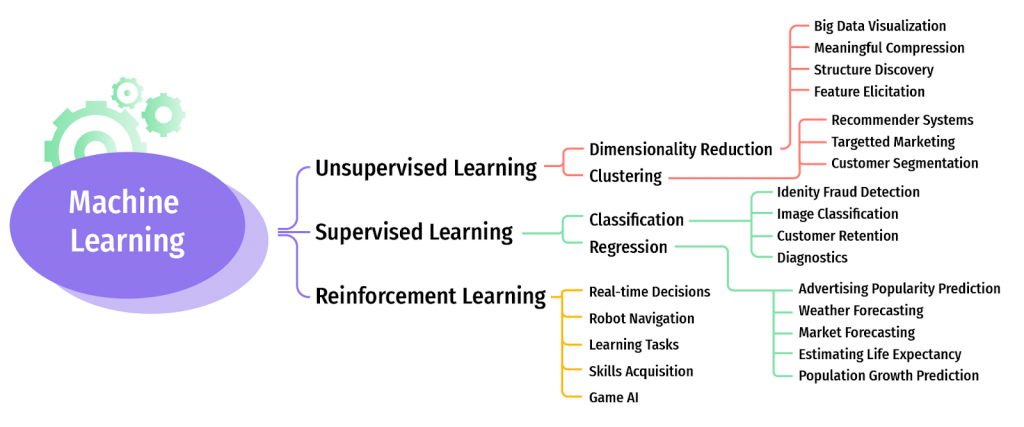 Machine
Learning
Unsupervised Learning
Dimensionality Reduction
Big Data Visualization
Meaningful Compression
Structure Discovery
Feature Elicitation
Clustering
Recommender Systems
Targetted Marketing
Customer Segmentation
Supervised Learning
Classification
Idenity Fraud Detection
Image Classification
Customer Retention
Diagnostics
Regression
Advertising Popularity Prediction
Weather Forecasting
Market Forecasting
Estimating Life Expectancy
Population Growth Prediction
Reinforcement Learning
Real-time Decisions
Robot Navigation
Learning Tasks
Skills Acquisition
Game AI